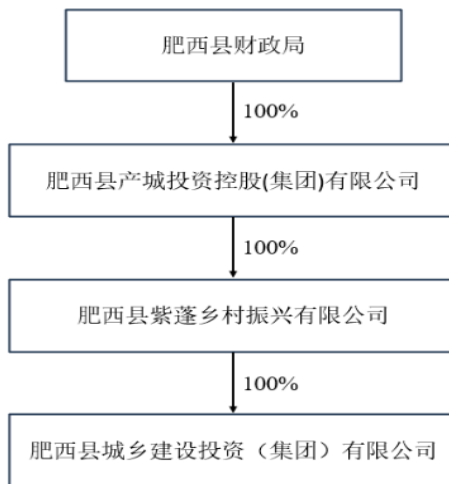 肥西县财政局
100%
肥西县产城投资控股(集团)有限公司
100%
肥西县紫蓬乡村振兴有限公司
100%
肥西县城乡建设投资（集团）有限公司